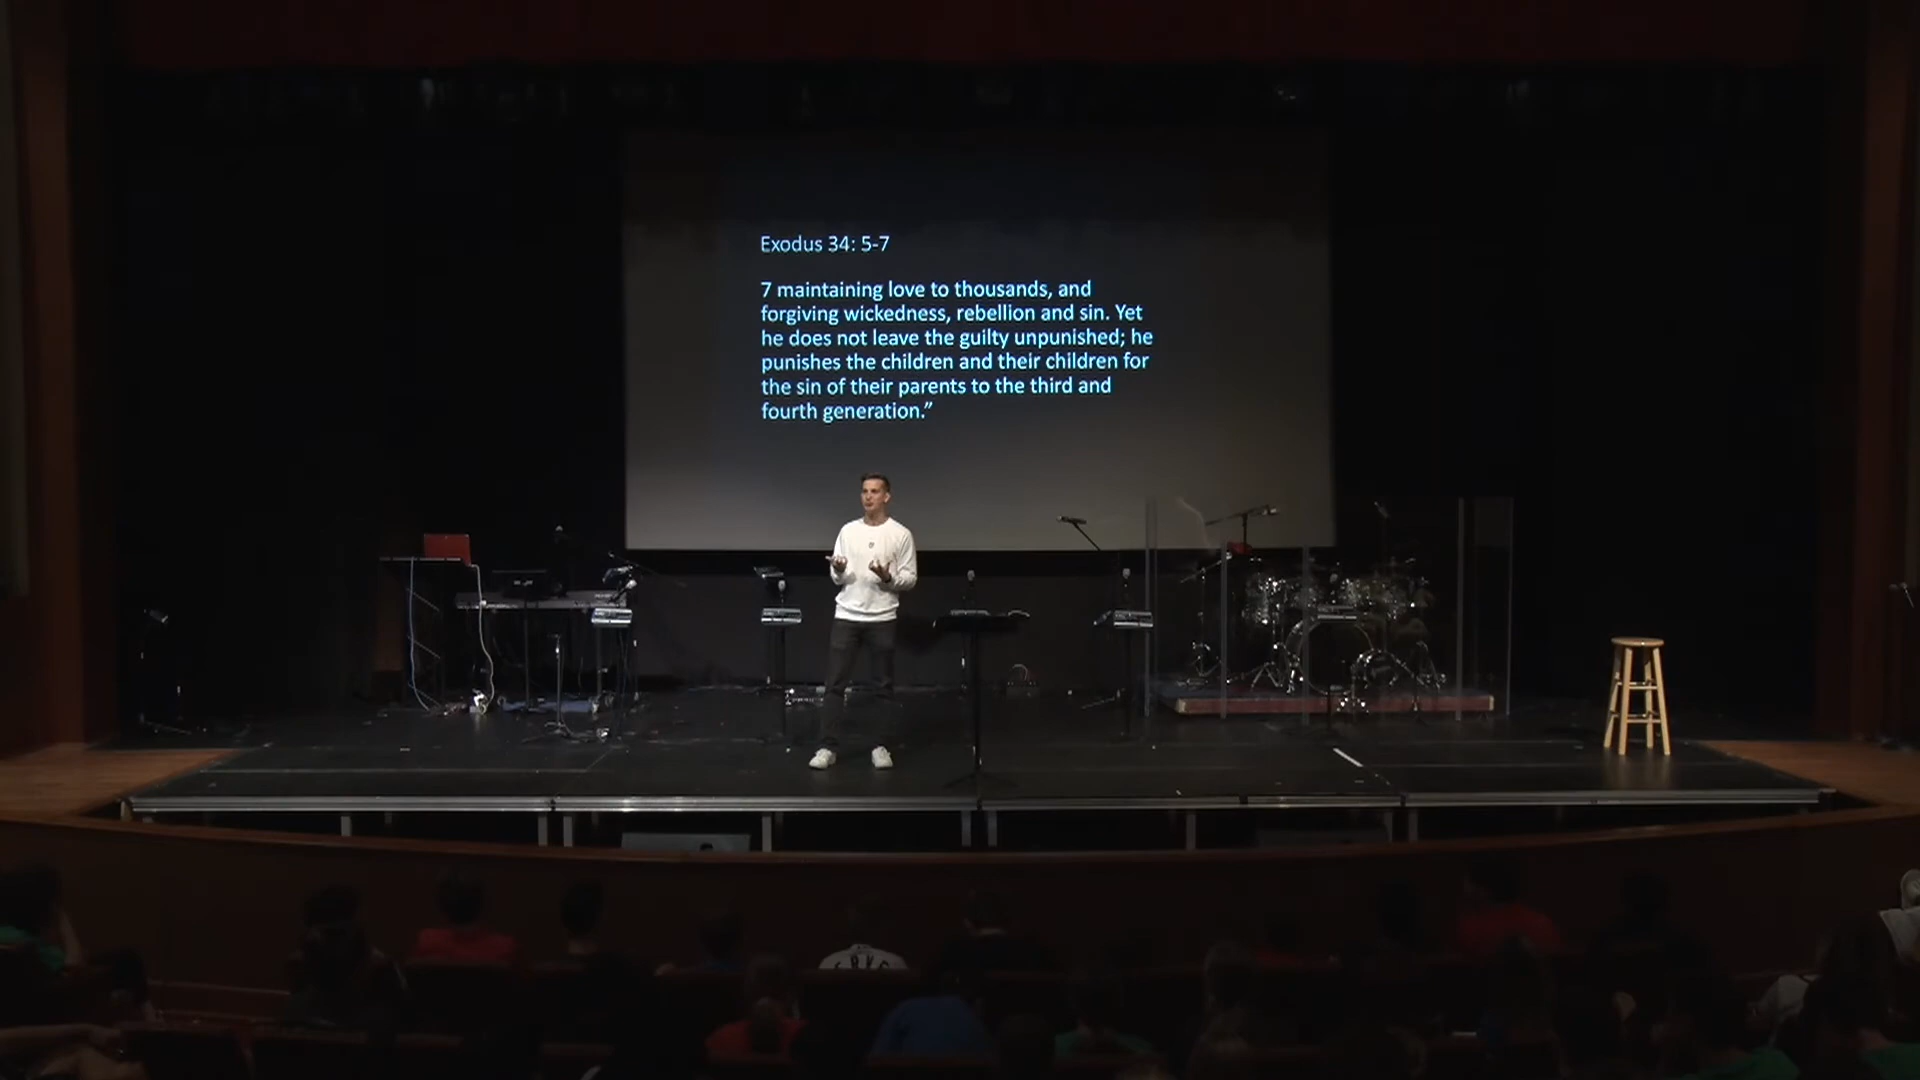 Exodus 34: 5-7
7 maintaining love to thousands, and
forgiving wickedness, rebellion and sin. Yet
he does not leave the guilty unpunished; he
punishes the children and their children for
the sin of their parents to the third and
fourth generation.”